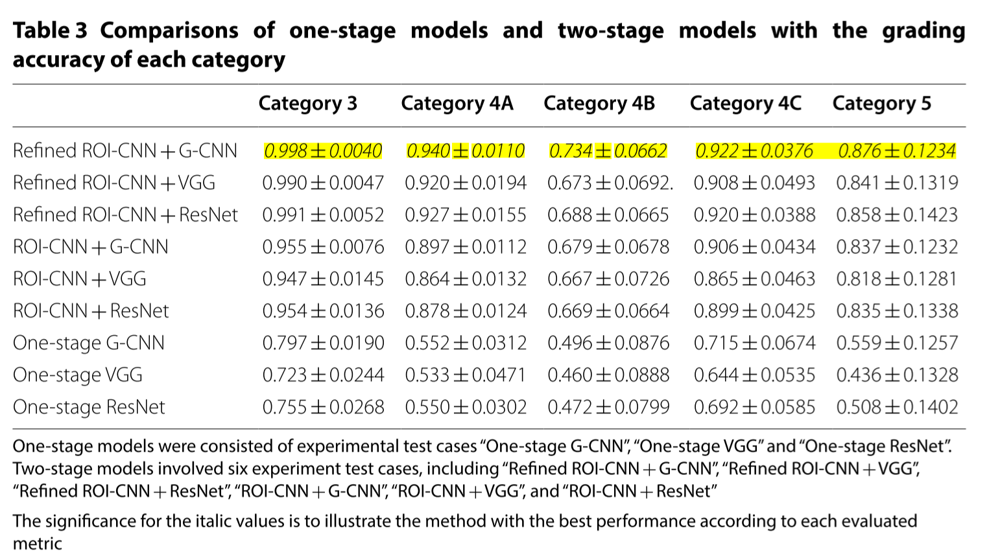 Table 3 Comparisons of one-stage models and two-stage models with the grading
accuracy of each category
Category 3 Category 4A Category 4B Category 4C Category 5
Refined ROI-CNN + G-CNN 0.998 ± 0.0040 0.940 ± 0.0110 0.734 ± 0.0662 0.922 ± 0.0376 0.876 ± 0.1234
Refined ROI-CNN + VGG 0.990 ± 0.0047 0.920 ± 0.0194 0.673 ± 0.0692. 0.908 ± 0.0493 0.841 ± 0.1319
Refined ROI-CNN + ResNet 0.991 ± 0.0052 0.927 ± 0.0155 0.688 ± 0.0665 0.920 ± 0.0388 0.858 ± 0.1423
ROI-CNN + G-CNN 0.955 ± 0.0076 0.897 ± 0.0112 0.679 ± 0.0678 0.906 ± 0.0434 0.837 ± 0.1232
ROI-CNN + VGG 0.947 ± 0.0145 0.864 ± 0.0132 0.667 ± 0.0726 0.865 ± 0.0463 0.818 ± 0.1281
ROI-CNN + ResNet 0.954 ± 0.0136 0.878 ± 0.0124 0.669 ± 0.0664 0.899 ± 0.0425 0.835 ± 0.1338
One-stage G-CNN 0.797 ± 0.0190 0.552 ± 0.0312 0.496 ± 0.0876 0.715 ± 0.0674 0.559 ± 0.1257
One-stage VGG 0.723 ± 0.0244 0.533 ± 0.0471 0.460 ± 0.0888 0.644 ± 0.0535 0.436 ± 0.1328
One-stage ResNet 0.755 ± 0.0268 0.550 ± 0.0302 0.472 ± 0.0799 0.692 ± 0.0585 0.508 ± 0.1402
One-stage models were consisted of experimental test cases “One-stage G-CNN”, “One-stage VGG” and “One-stage ResNet”.
Two-stage models involved six experiment test cases, including “Refined ROI-CNN + G-CNN”, “Refined ROI-CNN + VGG”,
“Refined ROI-CNN + ResNet”, “ROI-CNN + G-CNN”, “ROI-CNN + VGG”, and “ROI-CNN + ResNet”
The significance for the italic values is to illustrate the method with the best performance according to each evaluated
metric